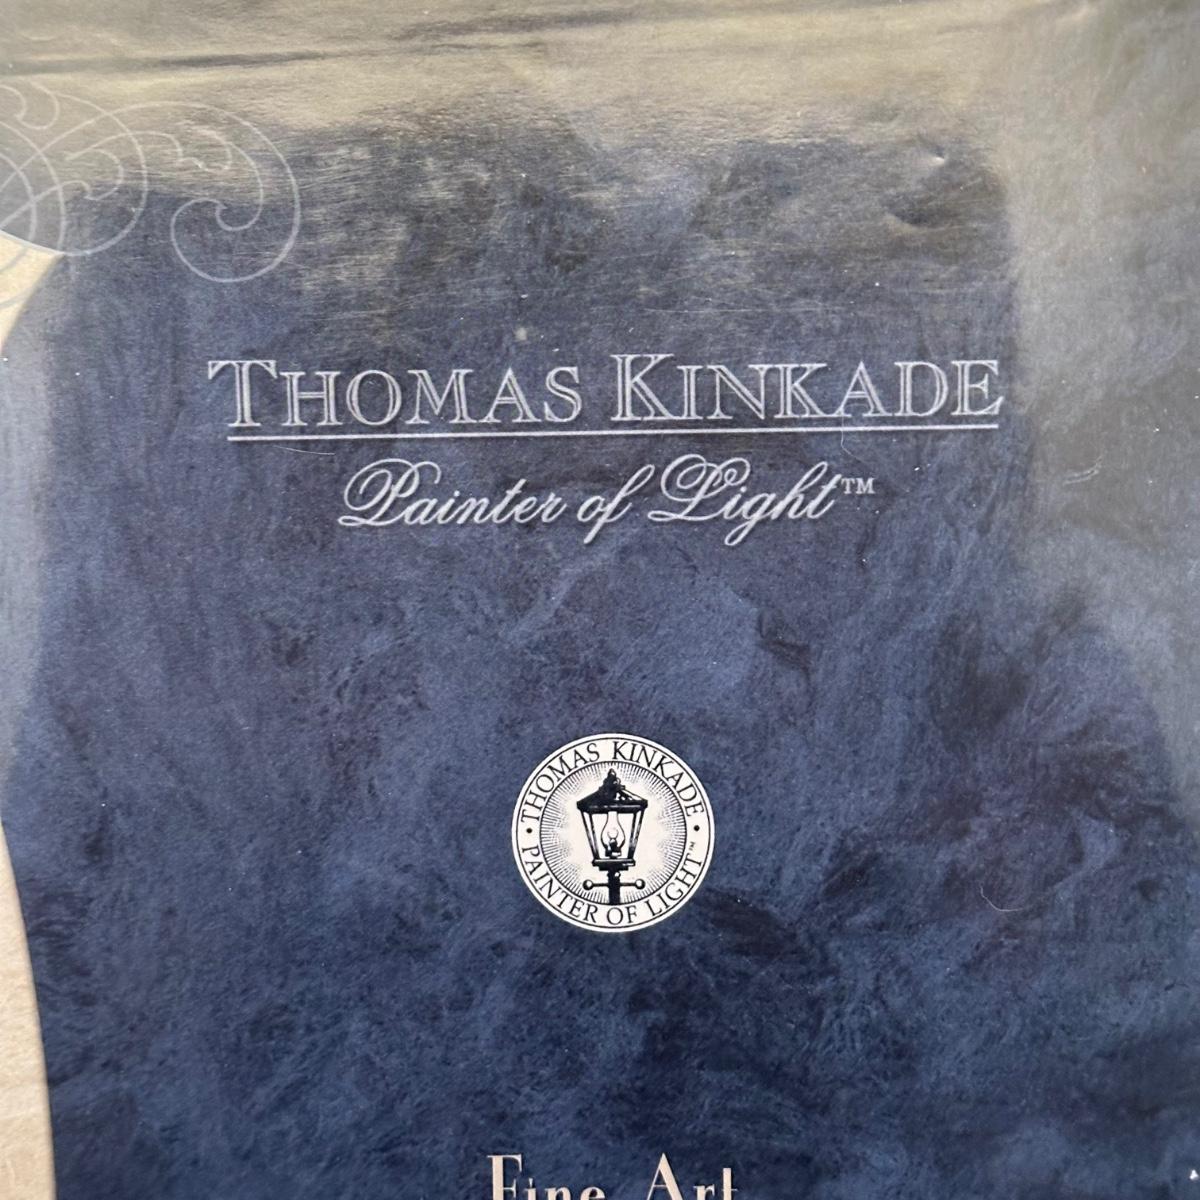 THOMAS KINKADE
Painter of Light™
THOMAS KINKADE
PAINTER OF LIGHT™
Fine Art